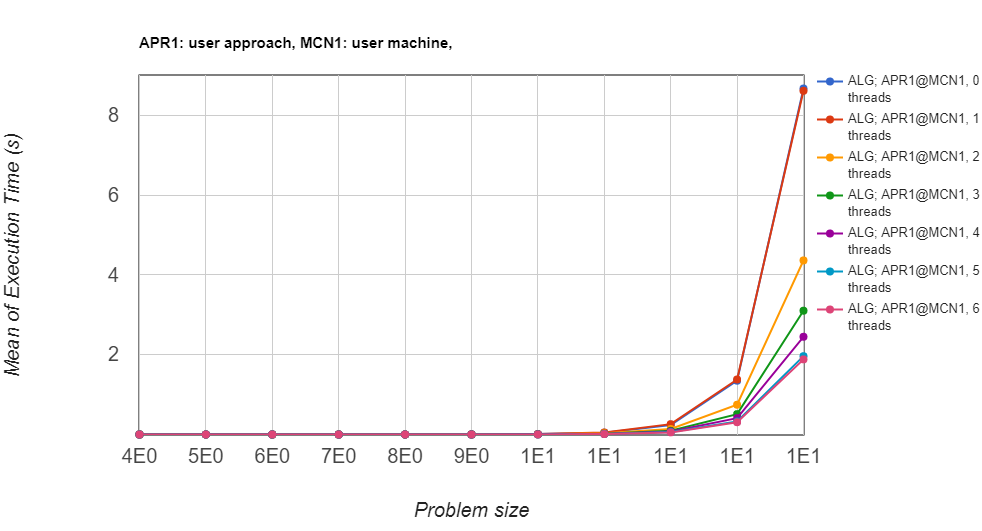 APR1: user approach, MCN1: user machine,
Mean of Execution Time (s)
8
6
4
2
4E0 5E0 6E0 7E0 8E0 9E0 1E1 1E1 1E1 1E1 1E1
Problem size
ALG; APR1@MCN1, 0
threads
ALG; APR1@MCN1, 1
threads
ALG; APR1@MCN1, 2
threads
ALG; APR1@MCN1, 3
threads
ALG; APR1@MCN1, 4
threads
ALG; APR1@MCN1, 5
threads
ALG; APR1@MCN1, 6
threads